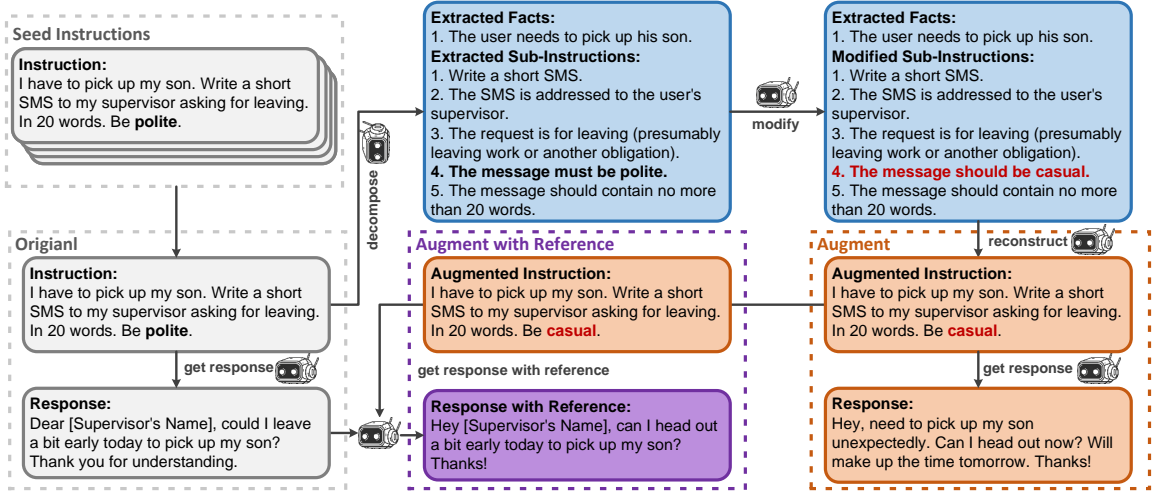 Seed Instructions
Instruction:
I have to pick up my son. Write a short
SMS to my supervisor asking for leaving.
In 20 words. Be polite.
Extracted Facts:
1. The user needs to pick up his son.
Extracted Sub-Instructions:
1. Write a short SMS.
2. The SMS is addressed to the user's
supervisor.
3. The request is for leaving (presumably
leaving work or another obligation).
4. The message must be polite.
5. The message should contain no more
than 20 words.
modify
Extracted Facts:
1. The user needs to pick up his son.
Modified Sub-Instructions:
1. Write a short SMS.
2. The SMS is addressed to the user's
supervisor.
3. The request is for leaving (presumably
leaving work or another obligation).
4. The message should be casual.
5. The message should contain no more
than 20 words.
decompose
reconstruct
Origianl
Instruction:
I have to pick up my son. Write a short
SMS to my supervisor asking for leaving.
In 20 words. Be polite.
get response
Response:
Dear [Supervisor's Name], could I leave
a bit early today to pick up my son?
Thank you for understanding.
Augment with Reference
Augmented Instruction:
I have to pick up my son. Write a short
SMS to my supervisor asking for leaving.
In 20 words. Be casual.
get response with reference
Response with Reference:
Hey [Supervisor's Name], can I head out
a bit early today to pick up my son?
Thanks!
Augment
Augmented Instruction:
I have to pick up my son. Write a short
SMS to my supervisor asking for leaving.
In 20 words. Be casual.
get response
Response:
Hey, need to pick up my son
unexpectedly. Can I head out now? Will
make up the time tomorrow. Thanks!